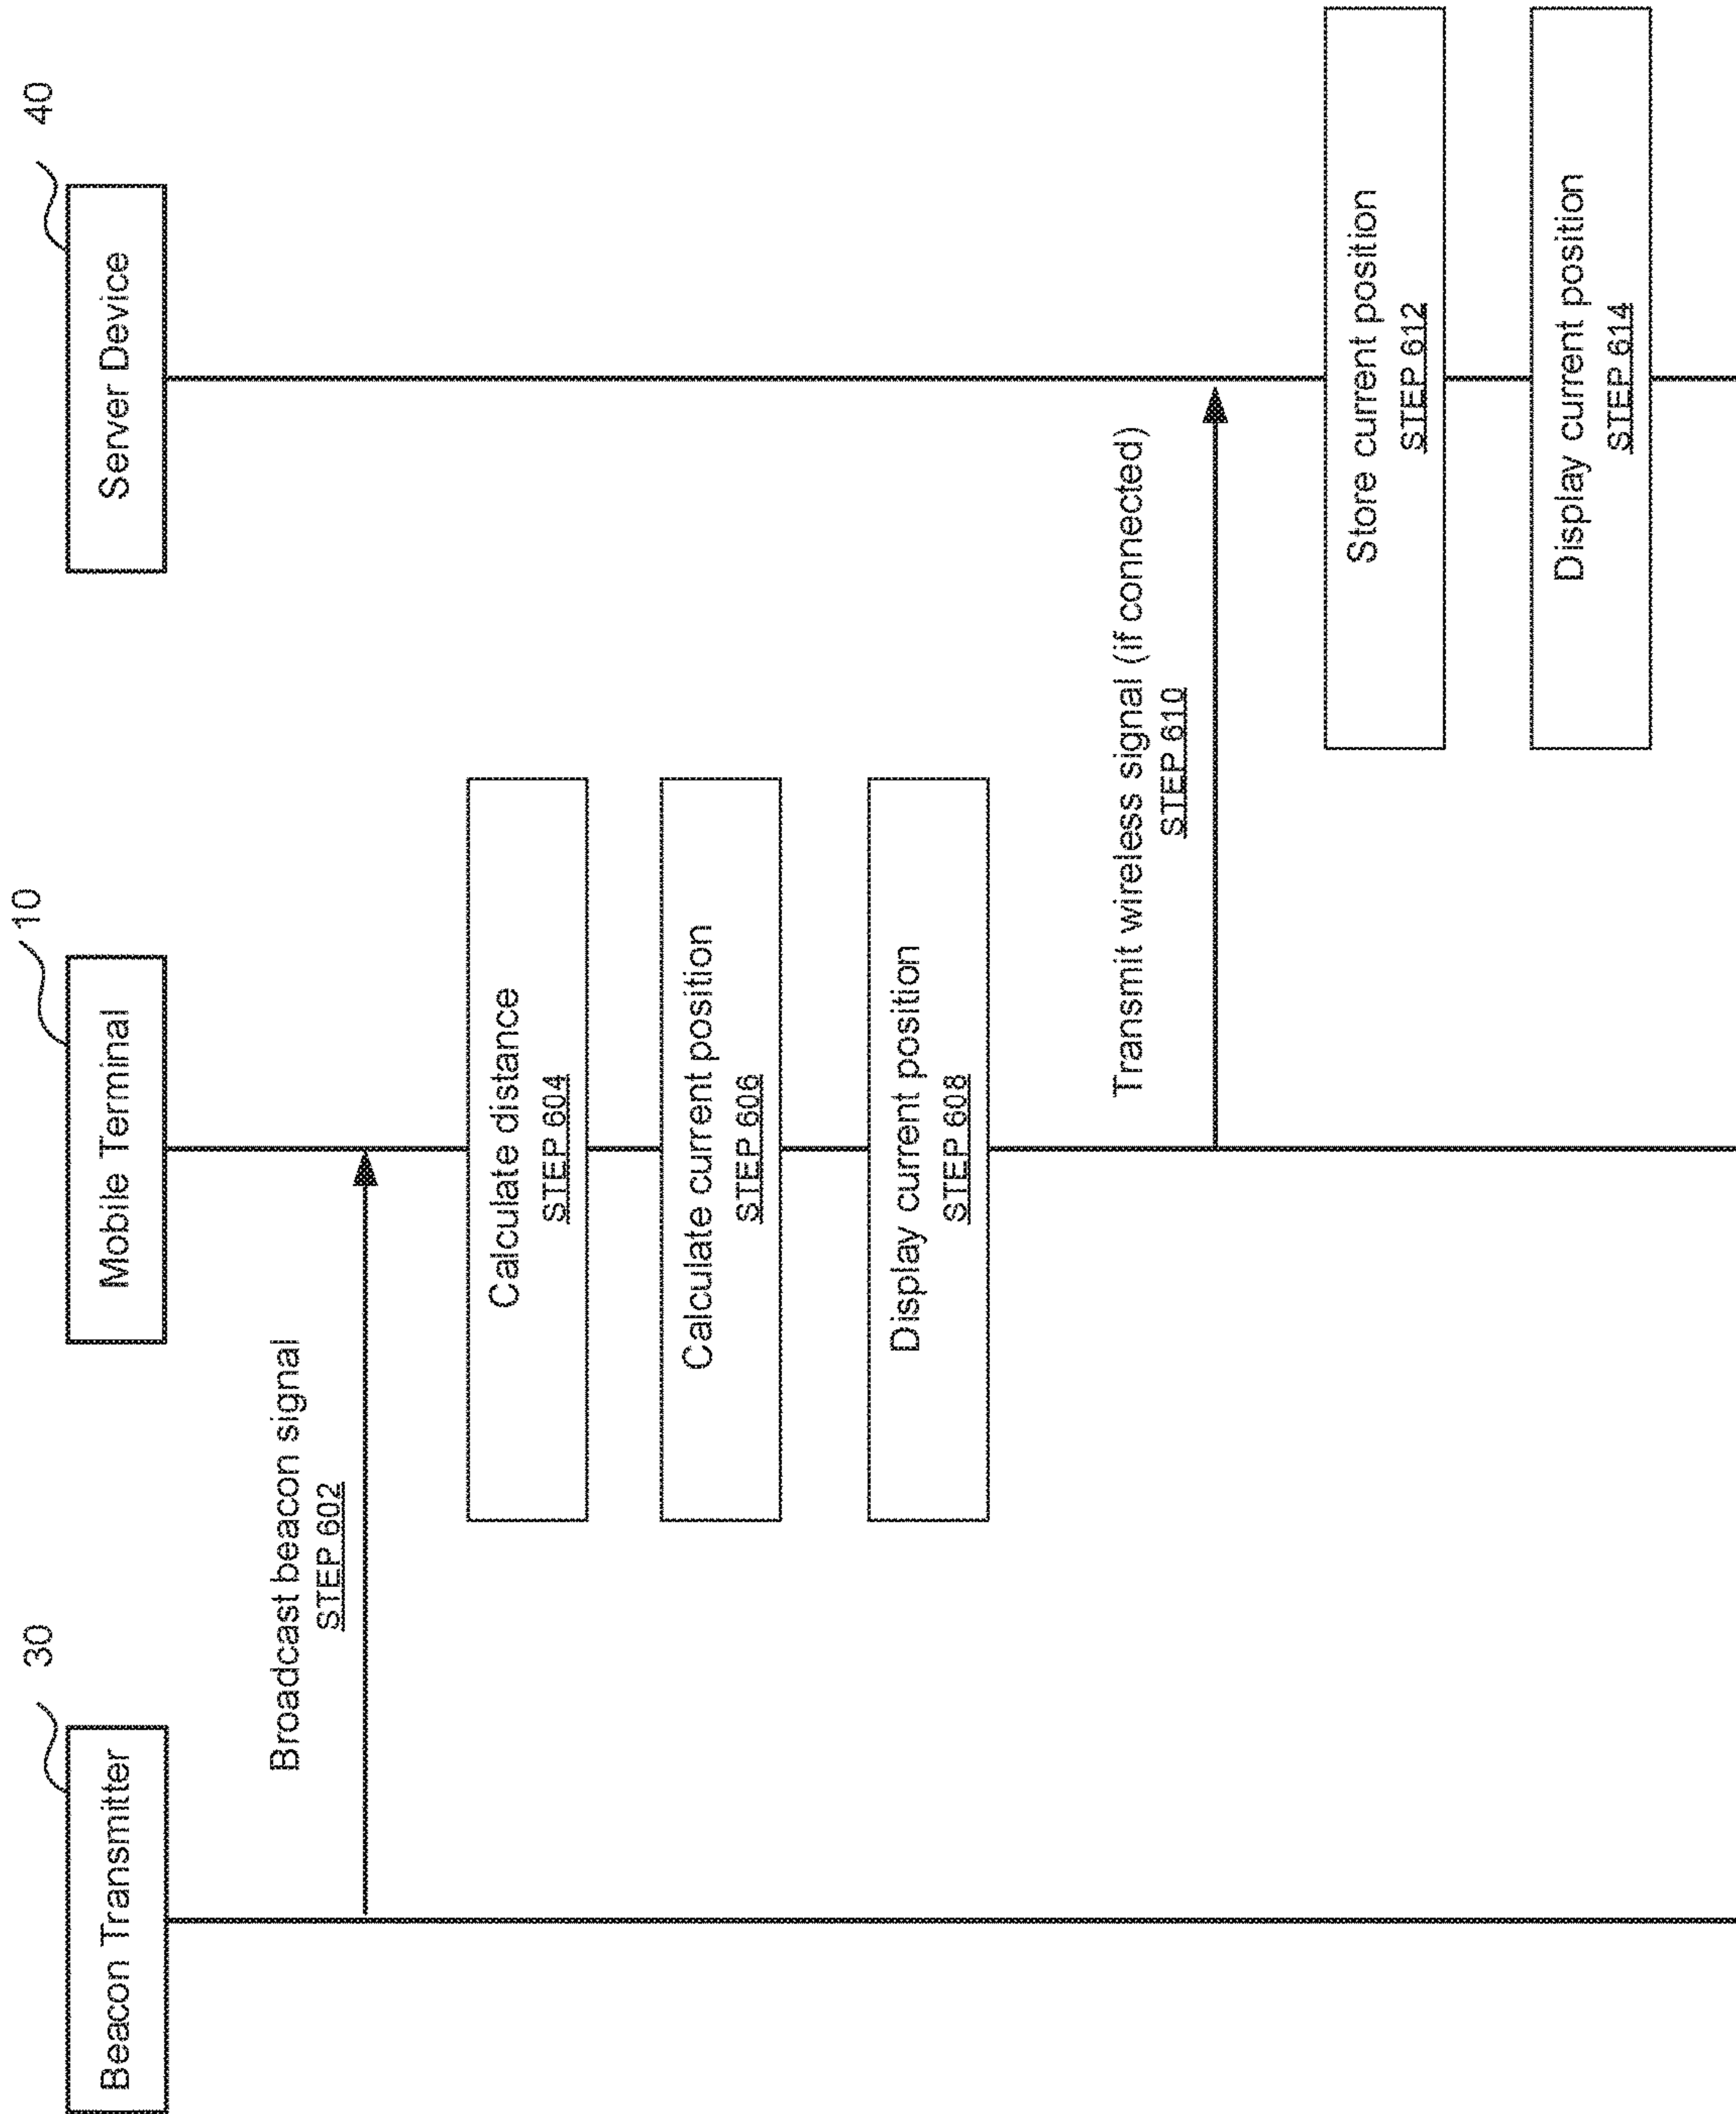 30
10
40
Beacon Transmitter
Mobile Terminal
Server Device
Broadcast beacon signal
STEP 602
Calculate distance
STEP 604
Calculate current position
STEP 606
Display current position
STEP 608
Transmit wireless signal (if connected)
STEP 610
Store current position
STEP 612
Display current position
STEP 614